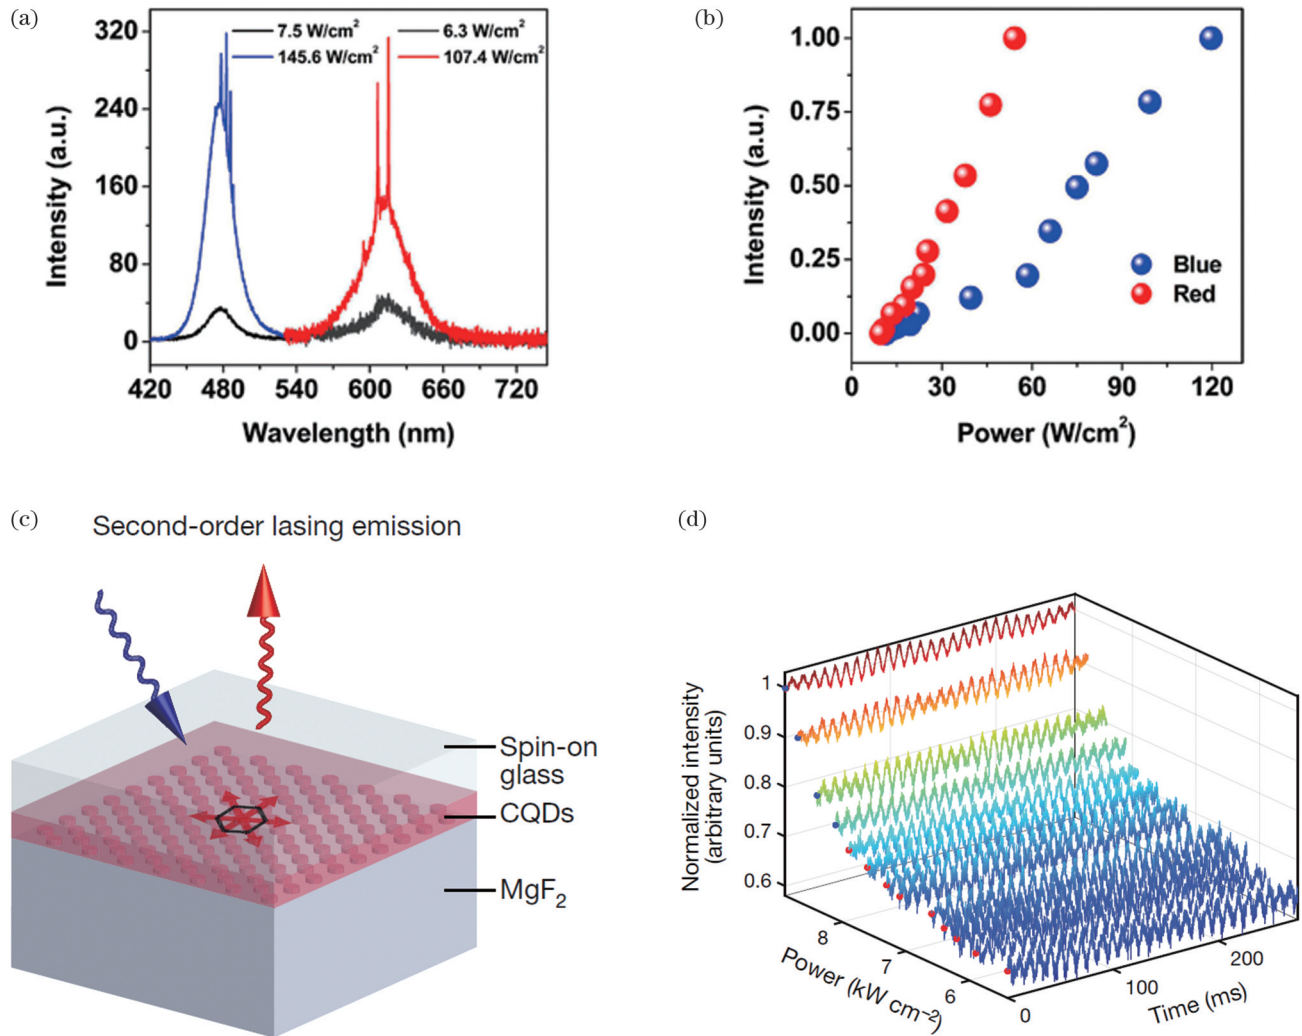 (a)
320
240
160
80
0
Intensity (a.u.)
7.5 W/cm²
6.3 W/cm²
145.6 W/cm²
107.4 W/cm²
420
480
540
600
660
720
Wavelength (nm)
(b)
1.00
0.75
0.50
0.25
0.00
Intensity (a.u.)
Blue
Red
0
30
60
90
120
Power (W/cm²)
(c)
Second-order lasing emission
Spin-on
glass
CQDs
MgF₂
(d)
1
0.9
0.8
0.7
0.6
Normalized intensity
(arbitrary units)
8
7
6
Power (kW cm⁻²)
0
100
200
Time (ms)